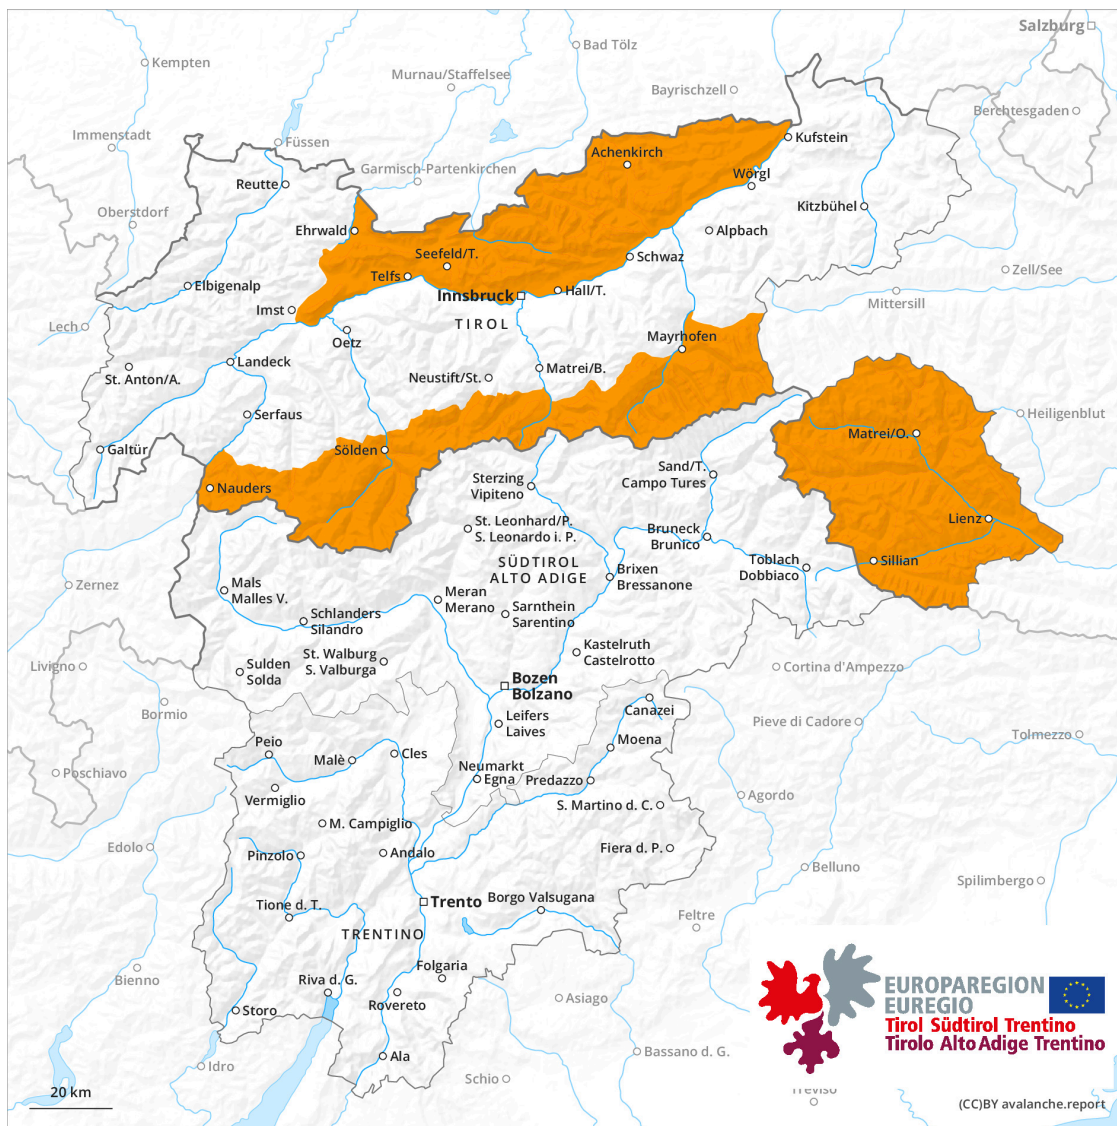 Salzburg
Bad Tölz
Kempten
Murnau/Staffelsee
Bayrischzell
Berchtesgaden
Immenstadt
Füssen
Achenkirch
Kufstein
Garmisch-Partenkirchen
Wörgl
Reutte
Oberstdorf
Kitzbühel
Ehrwald
Alpbach
Seefeld/T.
Schwaz
Telfs
Zell/See
Elbigenalp
Innsbruck
Hall/T.
Mittersill
Imst
TIROL
Lech
Oetz
Mayrhofen
Landeck
Matrei/B.
St. Anton/A.
Neustift/St.
Serfaus
Heiligenblut
Matrei/O.
Galtür
Sölden
Sand/T.
Campo Tures
Sterzing
Vipiteno
Nauders
Lienz
St. Leonhard/P.
S. Leonardo i. P.
Bruneck
Brunico
SÜDTIROL
ALTO ADIGE
Toblach
Dobbiaco
Sillian
Brixen
Bressanone
Zernez
Mals
Malles V.
Meran
Merano
Sarnthein
Sarentino
Schlanders
Silandro
Kastelruth
Castelrotto
St. Walburg
S. Valburga
Livigno
Sulden
Solda
Cortina d'Ampezzo
Bozen
Bolzano
Bormio
Canazei
Leifers
Laives
Pieve di Cadore
Tolmezzo
Peio
Moena
Malè
Cles
Neumarkt
Egna
Predazzo
Poschiavo
Vermiglio
Agordo
S. Martino d. C.
M. Campiglio
Edolo
Pinzolo
Andalo
Fiera d. P.
Belluno
Spilimbergo
Trento
Borgo Valsugana
Tione d. T.
Feltre
TRENTINO
Folgaria
Bienno
Riva d. G.
Rovereto
Asiago
Storo
EUROPAREGION
EUREGIO
Tirol Südtirol Trentino
Tirolo Alto Adige Trentino
Ala
Bassano d. G.
Idro
Schio
Treviso
20 km
(CC)BY avalanche.report